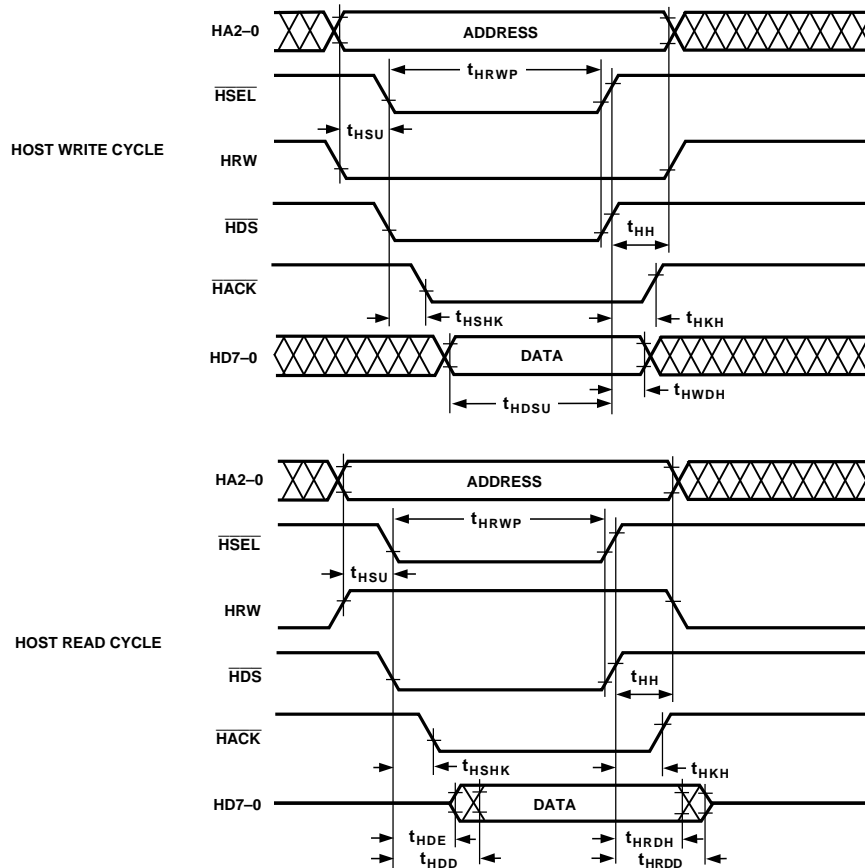 HA2–0
ADDRESS
tHRWP
HSEL
tHSU
HOST WRITE CYCLE
HRW
HDS
tHH
HACK
tHSHK
tHKH
HD7–0
DATA
tHWDH
tHDSU
HA2–0
ADDRESS
tHRWP
HSEL
tHSU
HRW
HOST READ CYCLE
HDS
tHH
HACK
tHSHK
tHKH
HD7–0
DATA
tHDE
tHRDH
tHDD
tHRDD